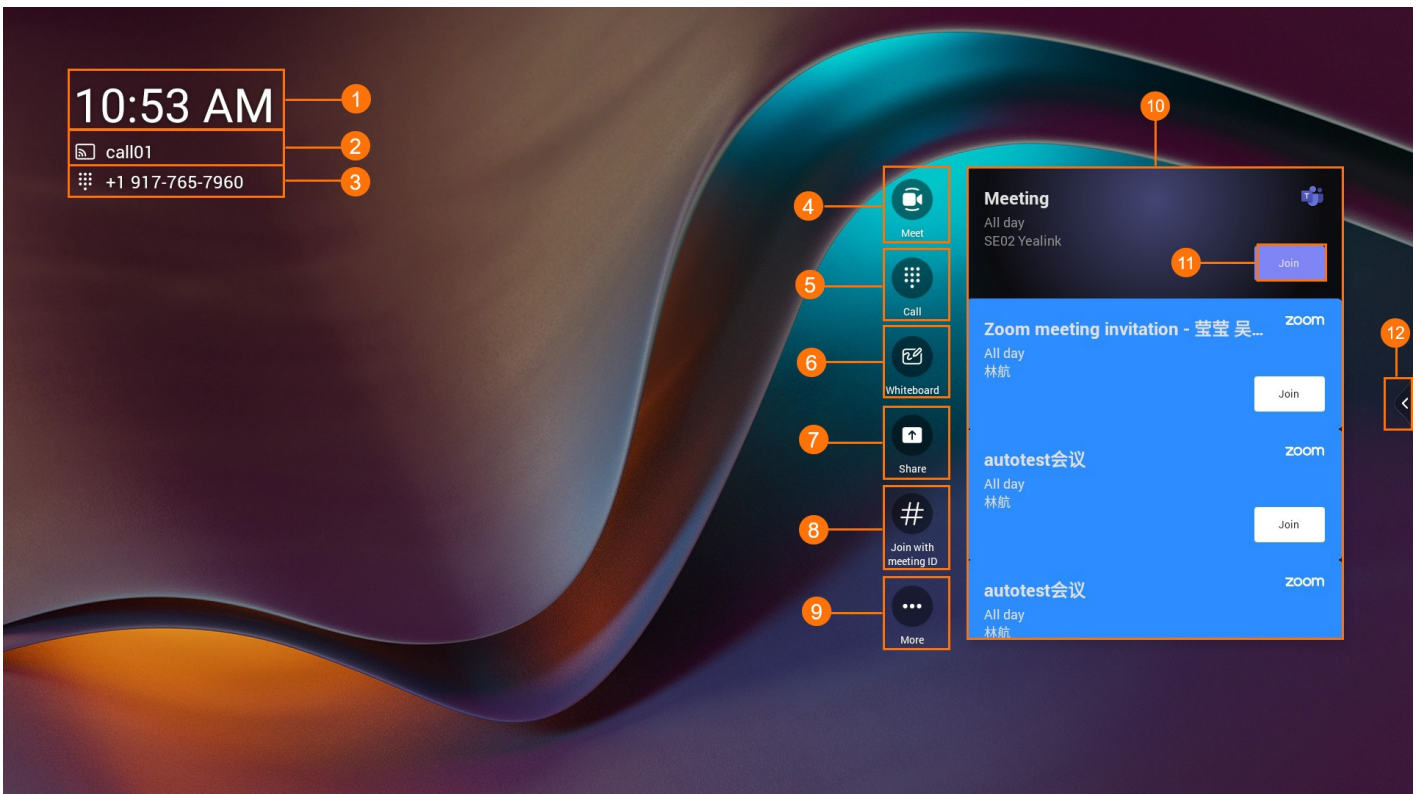 10:53 AM
1
call01
2
+1 917-765-7960
3
4
Meet
5
Call
6
Whiteboard
7
Share
8
Join with
meeting ID
9
More
10
Meeting
All day
SE02 Yealink
11
Join
Zoom meeting invitation - 莹莹 吴...
zoom
All day
林航
Join
autotest会议
zoom
All day
林航
Join
autotest会议
zoom
All day
林航
12